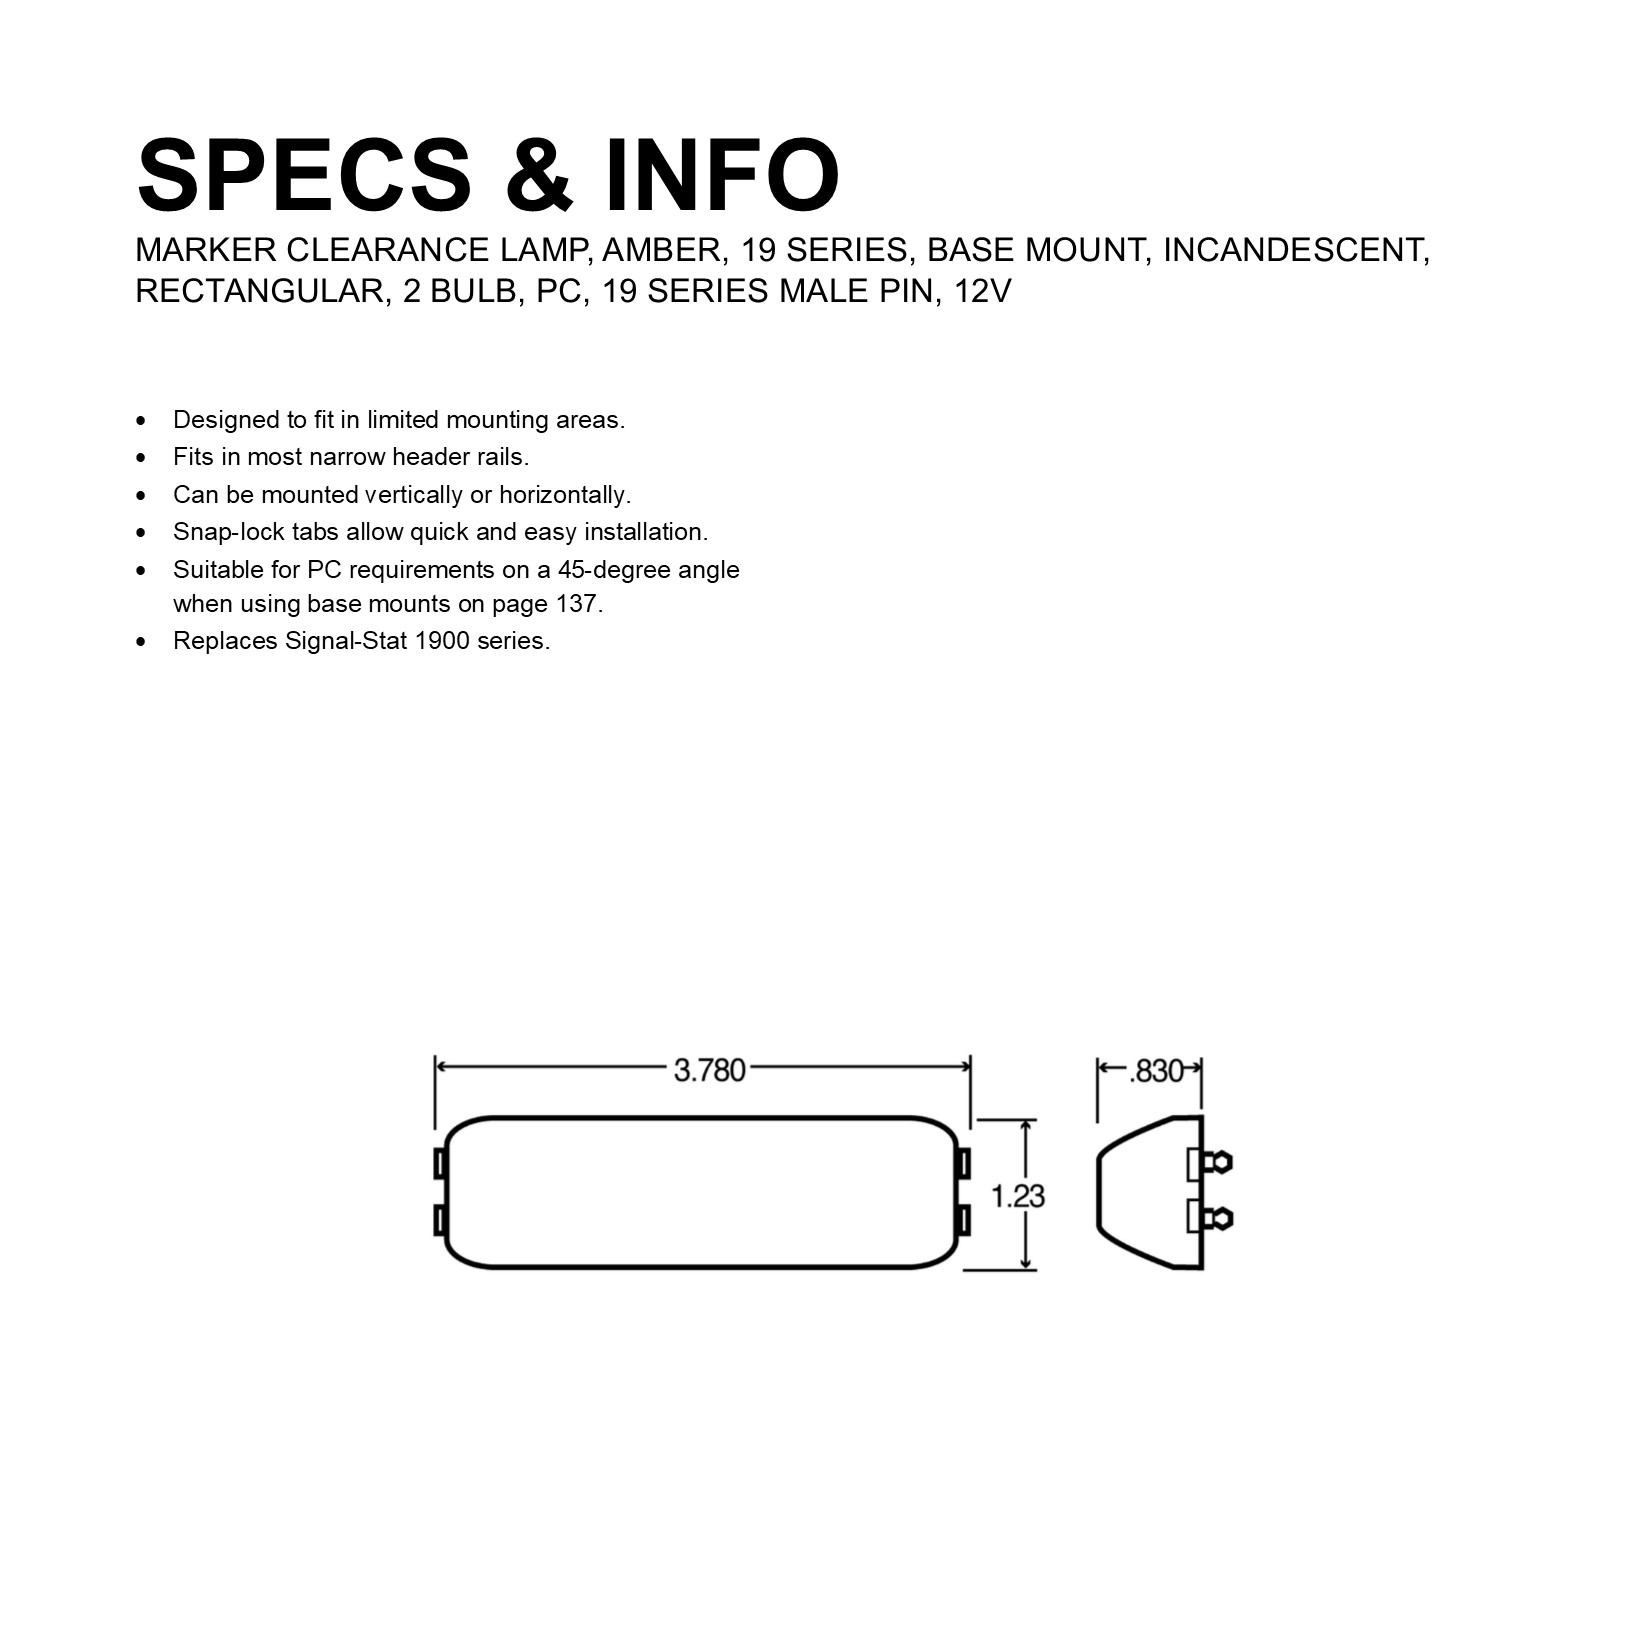 SPECS & INFO
MARKER CLEARANCE LAMP, AMBER, 19 SERIES, BASE MOUNT, INCANDESCENT,
RECTANGULAR, 2 BULB, PC, 19 SERIES MALE PIN, 12V
• Designed to fit in limited mounting areas.
• Fits in most narrow header rails.
• Can be mounted vertically or horizontally.
• Snap-lock tabs allow quick and easy installation.
• Suitable for PC requirements on a 45-degree angle
when using base mounts on page 137.
• Replaces Signal-Stat 1900 series.
3.780
.830
1.23